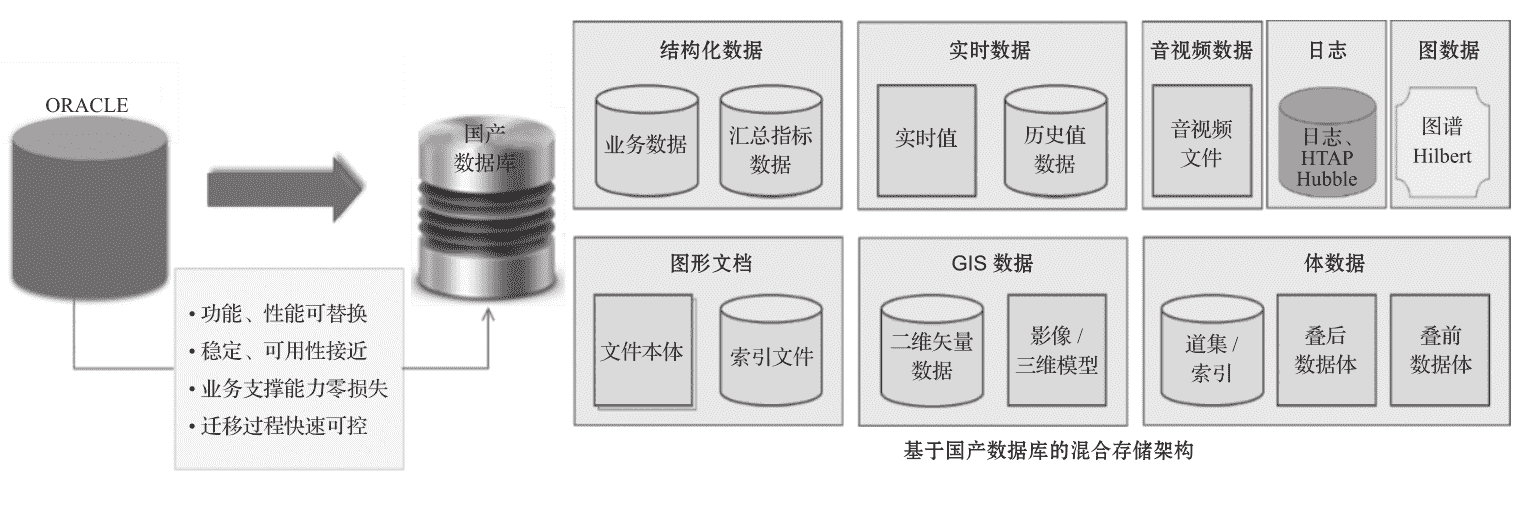 ORACLE
国产
数据库
• 功能、性能可替换
• 稳定、可用性接近
• 业务支撑能力零损失
• 迁移过程快速可控
结构化数据
业务数据
汇总指标
数据
实时数据
实时值
历史值
数据
音视频数据
音视频
文件
日志
日志、
HTAP
Hubble
图数据
图谱
Hilbert
图形文档
文件本体
索引文件
GIS 数据
二维矢量
数据
影像 /
三维模型
体数据
道集 /
索引
叠后
数据体
叠前
数据体
基于国产数据库的混合存储架构